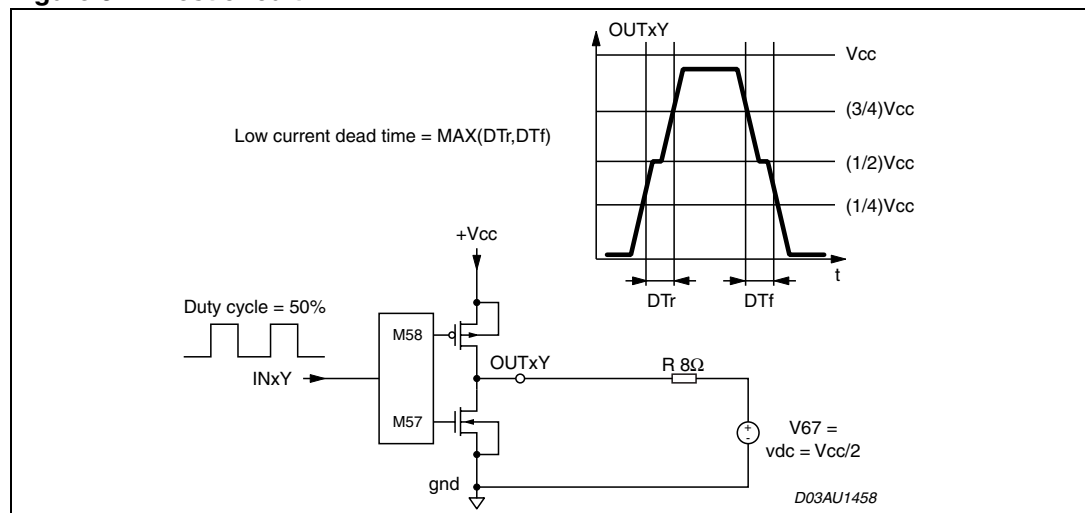 OUTxY
Vcc
(3/4)Vcc
Low current dead time = MAX(DTr,DTf)
(1/2)Vcc
(1/4)Vcc
+Vcc
t
DTr
DTf
Duty cycle = 50%
M58
OUTxY
R 8Ω
INxY
M57
+
-
V67 =
vdc = Vcc/2
gnd
D03AU1458